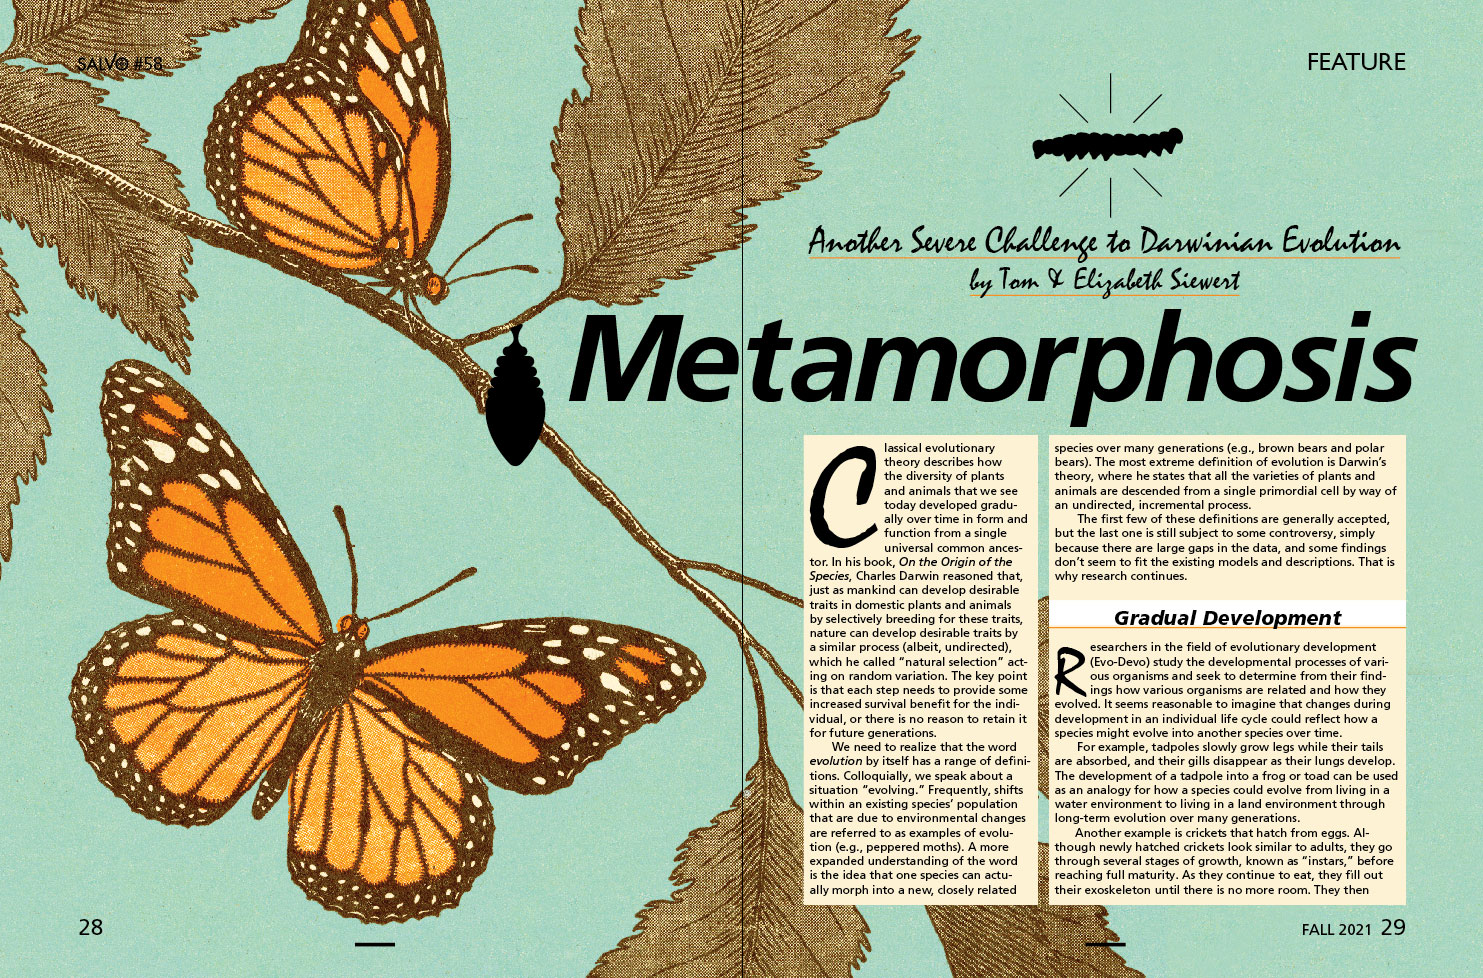 SALVO #58
FEATURE
Another Severe Challenge to Darwinian Evolution
by Tom & Elizabeth Siewert
Metamorphosis
Classical evolutionary
theory describes how
the diversity of plants
and animals that we see
today developed gradu-
ally over time in form and
function from a single
universal common ances-
tor. In his book, On the Origin of the
Species, Charles Darwin reasoned that,
just as mankind can develop desirable
traits in domestic plants and animals
by selectively breeding for these traits,
nature can develop desirable traits by
a similar process (albeit, undirected),
which he called “natural selection” act-
ing on random variation. The key point
is that each step needs to provide some
increased survival benefit for the indi-
vidual, or there is no reason to retain it
for future generations.
We need to realize that the word
evolution by itself has a range of defini-
tions. Colloquially, we speak about a
situation “evolving.” Frequently, shifts
within an existing species’ population
that are due to environmental changes
are referred to as examples of evolu-
tion (e.g., peppered moths). A more
expanded understanding of the word
is the idea that one species can actu-
ally morph into a new, closely related
species over many generations (e.g., brown bears and polar
bears). The most extreme definition of evolution is Darwin’s
theory, where he states that all the varieties of plants and
animals are descended from a single primordial cell by way of
an undirected, incremental process.
The first few of these definitions are generally accepted,
but the last one is still subject to some controversy, simply
because there are large gaps in the data, and some findings
don’t seem to fit the existing models and descriptions. That is
why research continues.
Gradual Development
Researchers in the field of evolutionary development
(Evo-Devo) study the developmental processes of vari-
ous organisms and seek to determine from their find-
ings how various organisms are related and how they
evolved. It seems reasonable to imagine that changes during
development in an individual life cycle could reflect how a
species might evolve into another species over time.
For example, tadpoles slowly grow legs while their tails
are absorbed, and their gills disappear as their lungs develop.
The development of a tadpole into a frog or toad can be used
as an analogy for how a species could evolve from living in a
water environment to living in a land environment through
long-term evolution over many generations.
Another example is crickets that hatch from eggs. Al-
though newly hatched crickets look similar to adults, they go
through several stages of growth, known as “instars,” before
reaching full maturity. As they continue to eat, they fill out
their exoskeleton until there is no more room. They then
28
FALL 2021 29